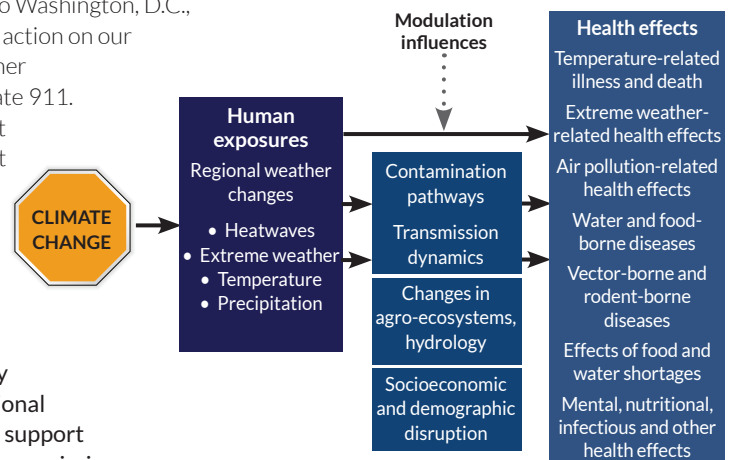 o Washington, D.C.,
action on our
her
ate 911.
t
t
y
onal
support
CLIMATE
CHANGE
Human
exposures
Regional weather
changes
• Heatwaves
• Extreme weather
• Temperature
• Precipitation
Modulation
influences
Contamination
pathways
Transmission
dynamics
Changes in
agro-ecosystems,
hydrology
Socioeconomic
and demographic
disruption
Health effects
Temperature-related
illness and death
Extreme weather-
related health effects
Air pollution-related
health effects
Water and food-
borne diseases
Vector-borne and
rodent-borne
diseases
Effects of food and
water shortages
Mental, nutritional,
infectious and other
health effects